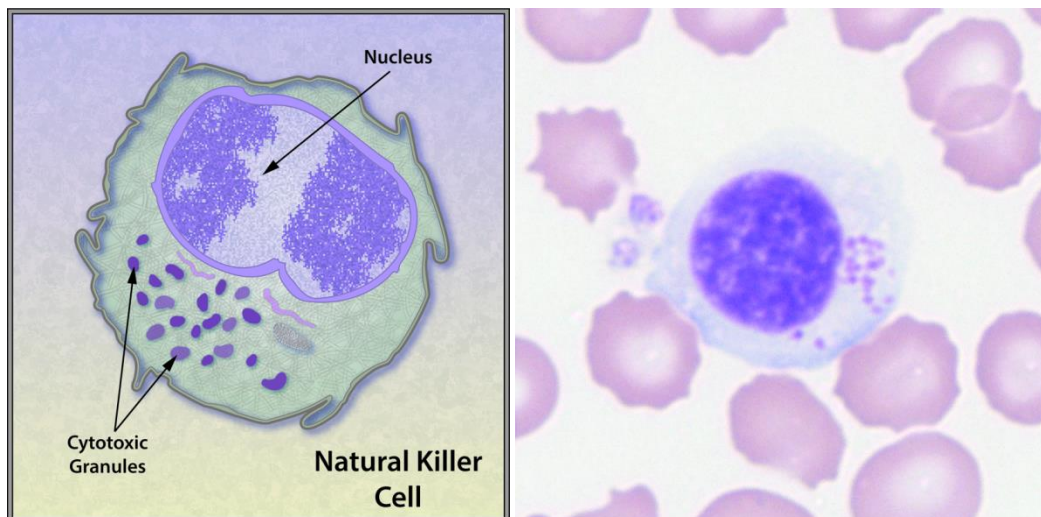 Nucleus
Cytotoxic
Granules
Natural Killer
Cell